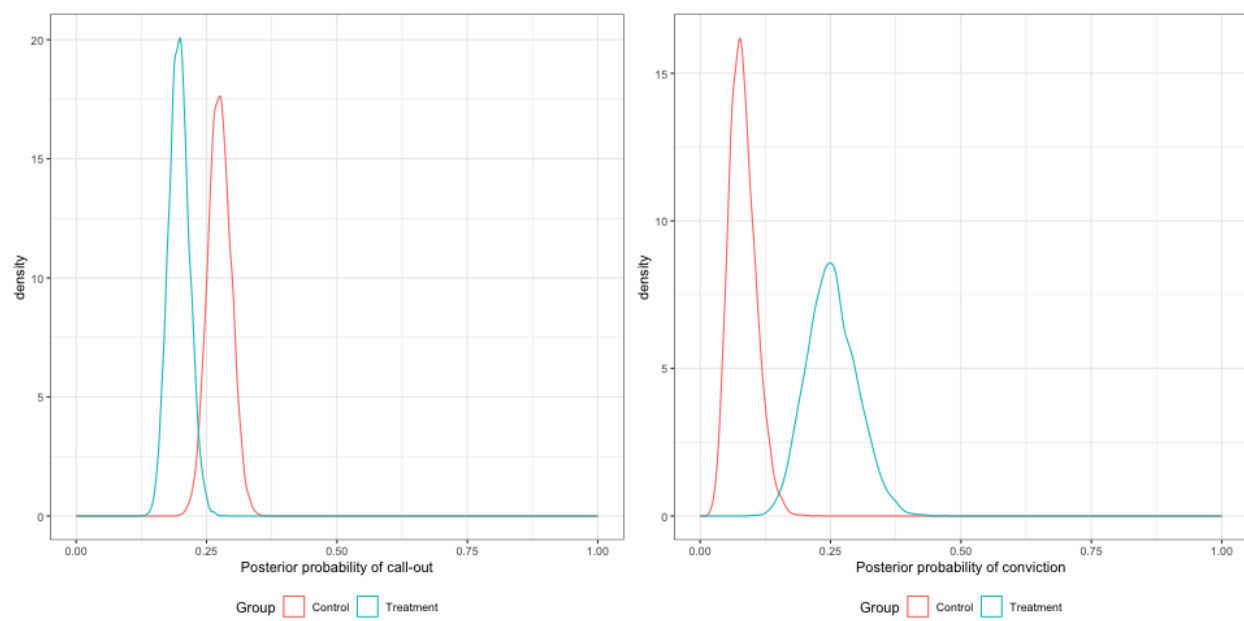 20
15
10
5
0
density
0.00 0.25 0.50 0.75 1.00
Posterior probability of call-out
Group Control Treatment
15
10
5
0
density
0.00 0.25 0.50 0.75 1.00
Posterior probability of conviction
Group Control Treatment